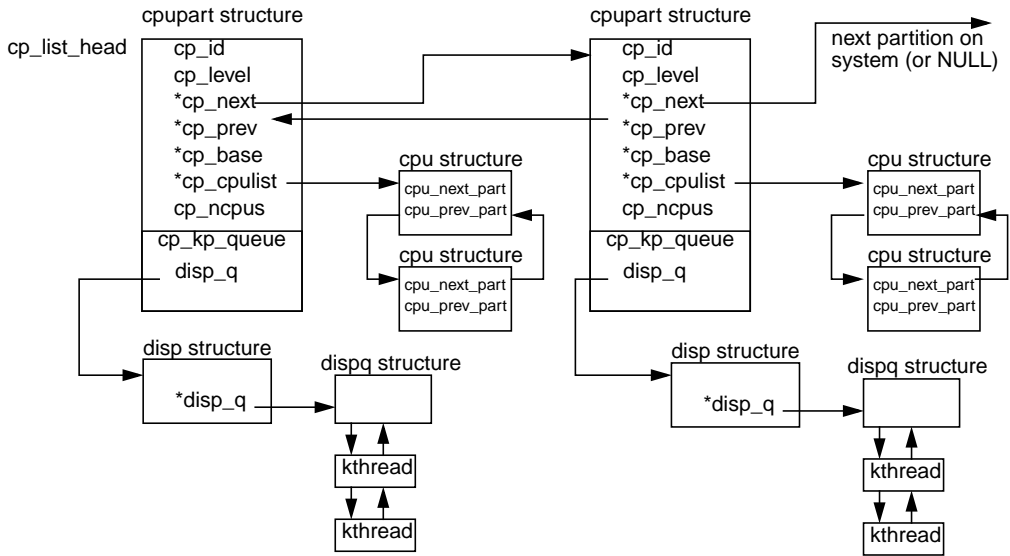 cpupart structure
cp_list_head
cp_id
cp_level
*cp_next
*cp_prev
*cp_base
*cp_cpulist
cp_ncpus
cp_kp_queue
disp_q
cpu structure
cpu_next_part
cpu_prev_part
cpu structure
cpu_next_part
cpu_prev_part
disp structure
*disp_q
dispq structure
kthread
kthread
cpupart structure
cp_id
cp_level
*cp_next
*cp_prev
*cp_base
*cp_cpulist
cp_ncpus
cp_kp_queue
disp_q
next partition on
system (or NULL)
cpu structure
cpu_next_part
cpu_prev_part
cpu structure
cpu_next_part
cpu_prev_part
disp structure
*disp_q
dispq structure
kthread
kthread